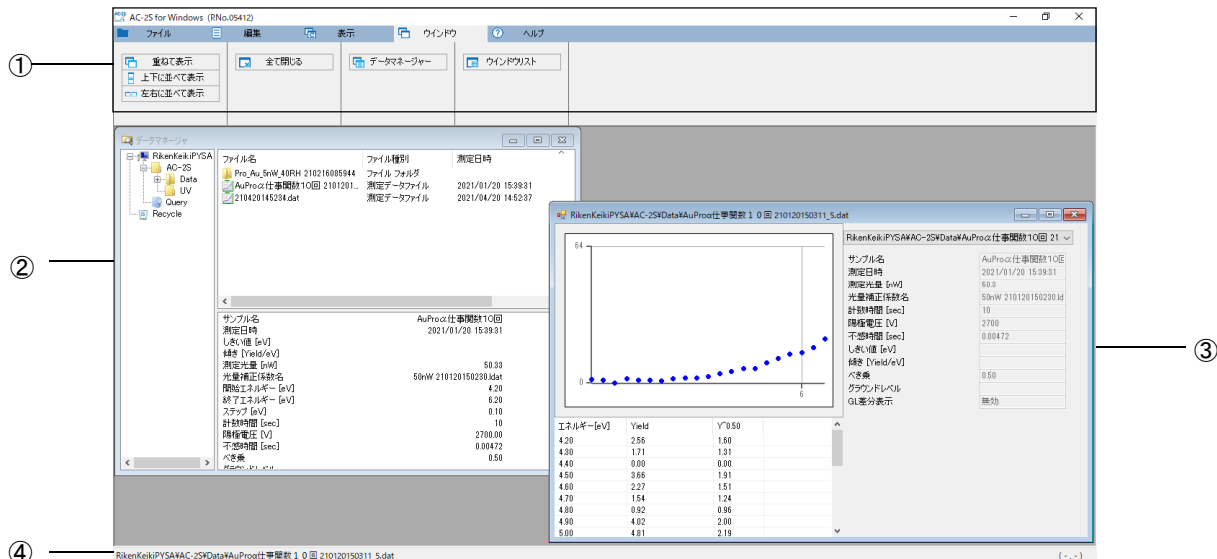 AC-2S for Windows (P.No.05412)
ファイル 編集 表示 ウインドウ ヘルプ
①
重ねて表示 全て閉じる データマネージャー ウインドウリスト
上下に並べて表示
左右に並べて表示
②
データマネージャ
RikenKeikiPYSA
AC-2S
Data
UV
Query
Recycle
ファイル名 ファイル種別 測定日時
Pro_Au_5nW_40RH 210216085944 ファイル フォルダ
AuProα仕事関数10回 2101201... 測定データファイル 2021/01/20 15:39:31
210420145234.dat 測定データファイル 2021/04/20 14:52:37
サンプル名 AuProα仕事関数10回
測定日時 2021/01/20 15:39:31
しきい値 [eV]
傾き [Yield/eV]
測定光量 [nW] 50.33
光量補正係数名 50nW 210120150230.ldat
開始エネルギー [eV] 4.20
終了エネルギー [eV] 6.20
ステップ [eV] 0.10
計数時間 [sec] 10
陽極電圧 [V] 2700.00
不感時間 [sec] 0.00472
べき乗 0.50
グラウンドレベル
③
RikenKeikiPYSA¥AC-2S¥Data¥AuProα仕事関数１０回 210120150311_5.dat
64
0
6
RikenKeikiPYSA¥AC-2S¥Data¥AuProα仕事関数10回 21
サンプル名 AuProα仕事関数10回
測定日時 2021/01/20 15:39:31
測定光量 [nW]
光量補正係数名 50nW 210120150230.ld
計数時間 [sec] 10
陽極電圧 [V] 2700
不感時間 [sec] 0.00472
しきい値 [eV]
傾き [Yield/eV]
べき乗 0.50
グラウンドレベル
GL差分表示 無効
エネルギー[eV] Yield Y^0.50
4.20 2.56 1.60
4.30 1.71 1.31
4.40 0.00 0.00
4.50 3.66 1.91
4.60 2.27 1.51
4.70 1.54 1.24
4.80 0.92 0.96
4.90 4.02 2.00
5.00 4.81 2.19
④
RikenKeikiPYSA¥AC-2S¥Data¥AuProα仕事関数１０回 210120150311_5.dat
( - , - )